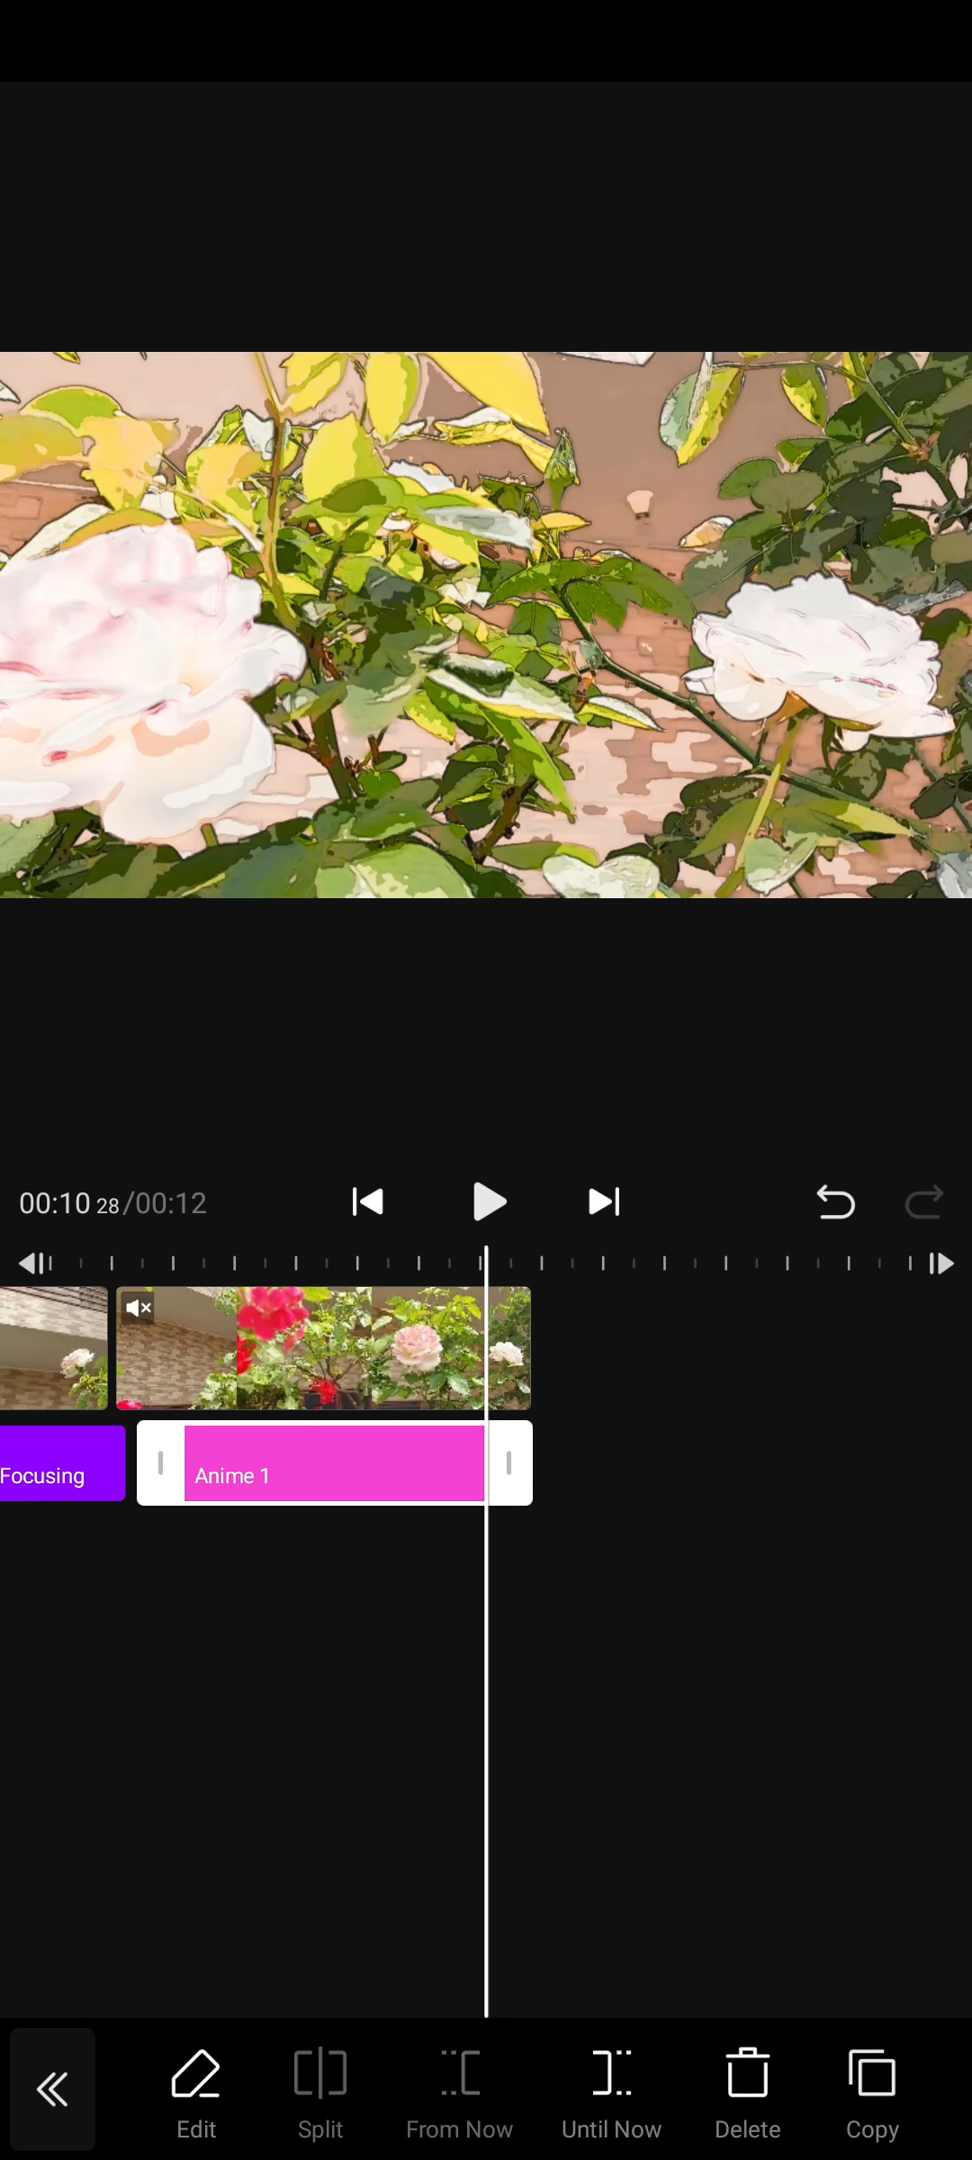 00:10 28/00:12
Focusing
Anime 1
Edit
Split
From Now
Until Now
Delete
Copy